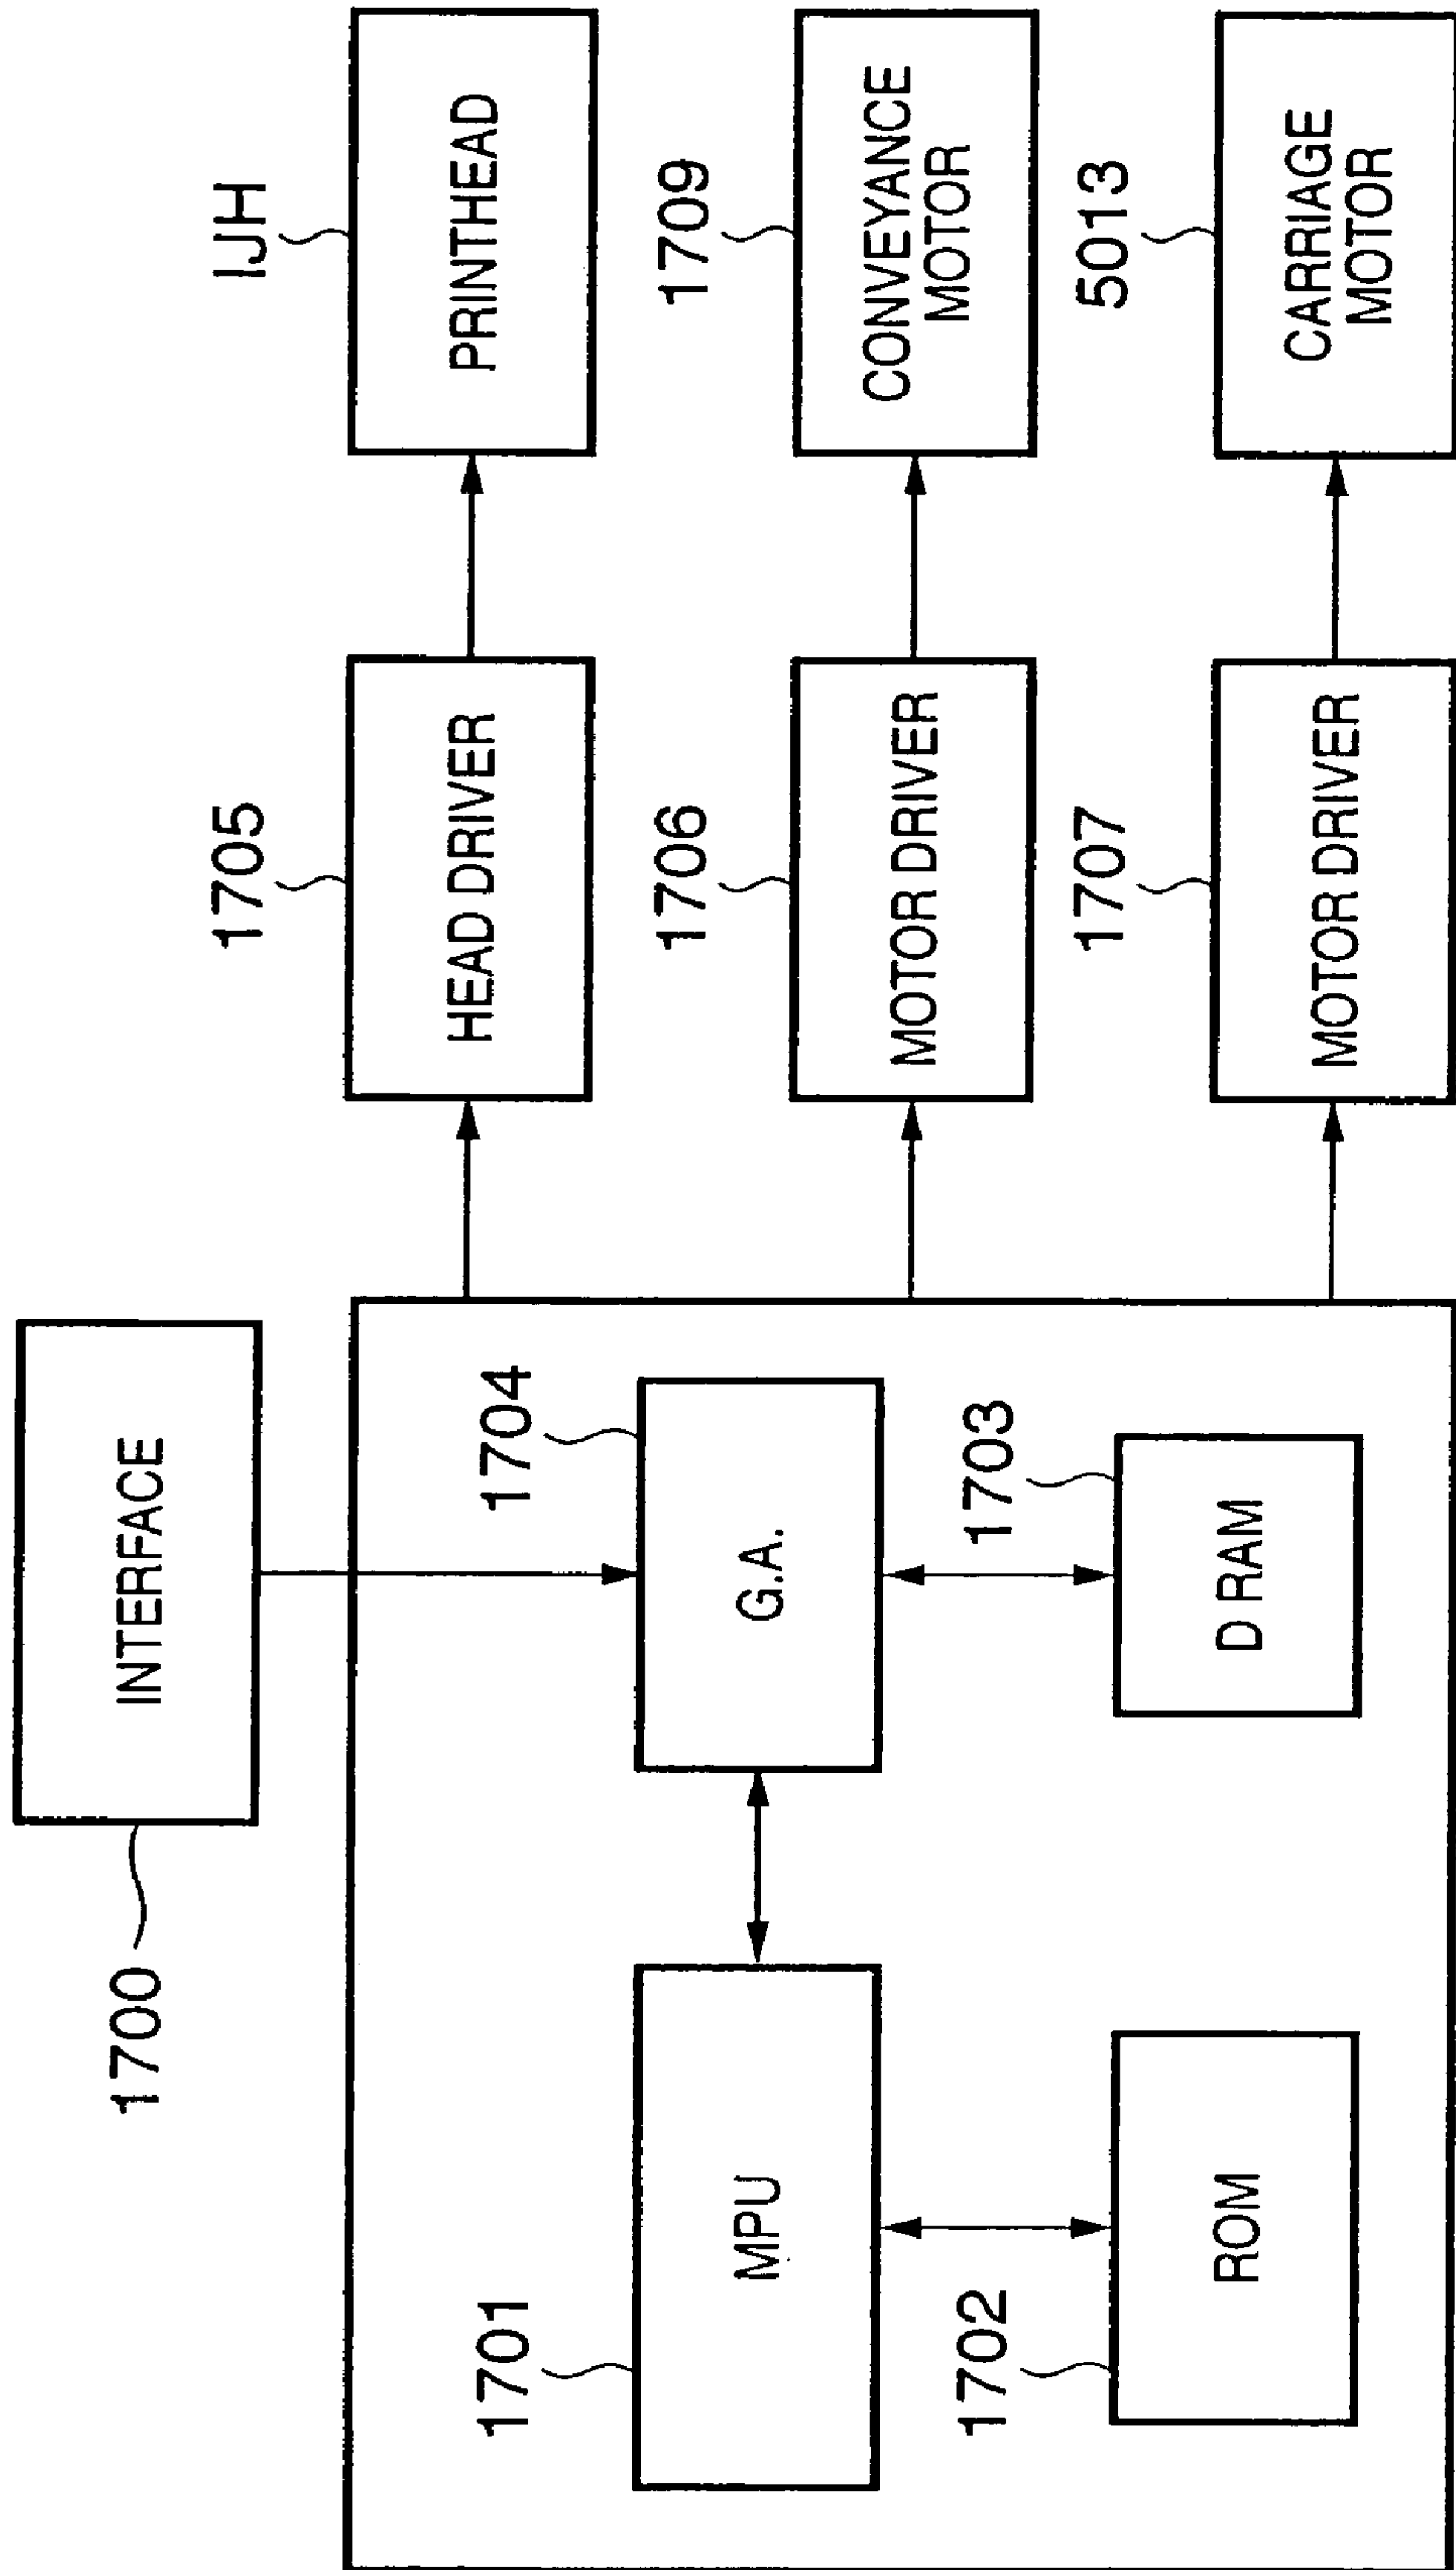 INTERFACE
1700
1701
MPU
1704
G.A.
1702
ROM
1703
D RAM
1705
HEAD DRIVER
IJH
PRINTHEAD
1706
MOTOR DRIVER
1709
CONVEYANCE
MOTOR
1707
MOTOR DRIVER
5013
CARRIAGE
MOTOR